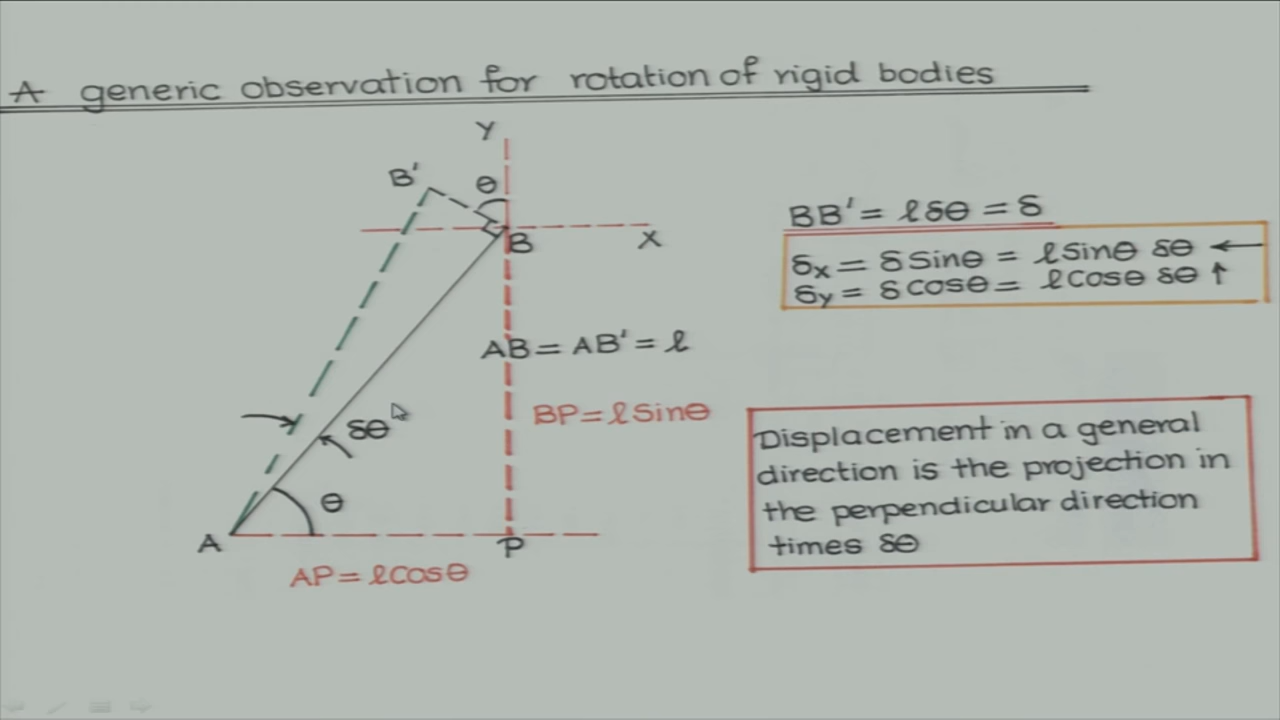 A generic observation for rotation of rigid bodies
Y
B'
θ
B
X
BB' = lδθ = δ
δx = δ sinθ = l sinθ δθ ←
δy = δ cosθ = l cosθ δθ ↑
AB = AB' = l
BP = l sinθ
δθ
θ
A
P
AP = l cosθ
Displacement in a general
direction is the projection in
the perpendicular direction
times δθ